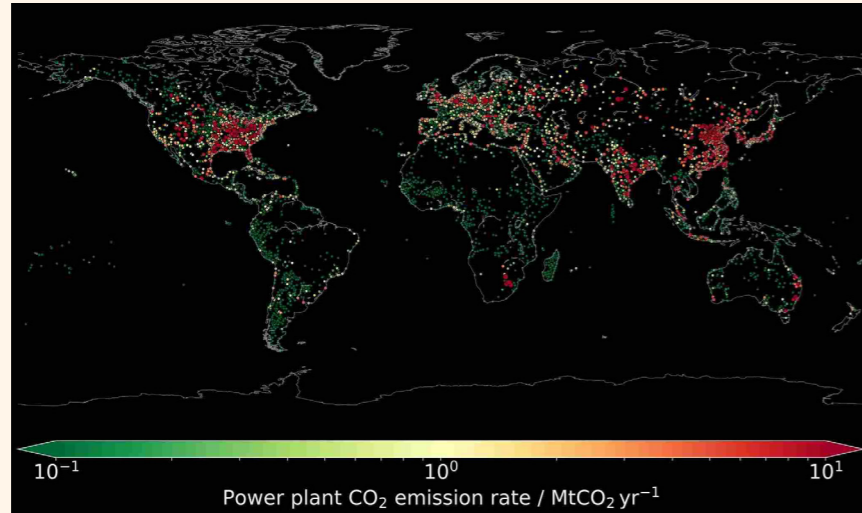 10⁻¹ 10⁰ 10¹
Power plant CO₂ emission rate / MtCO₂ yr⁻¹